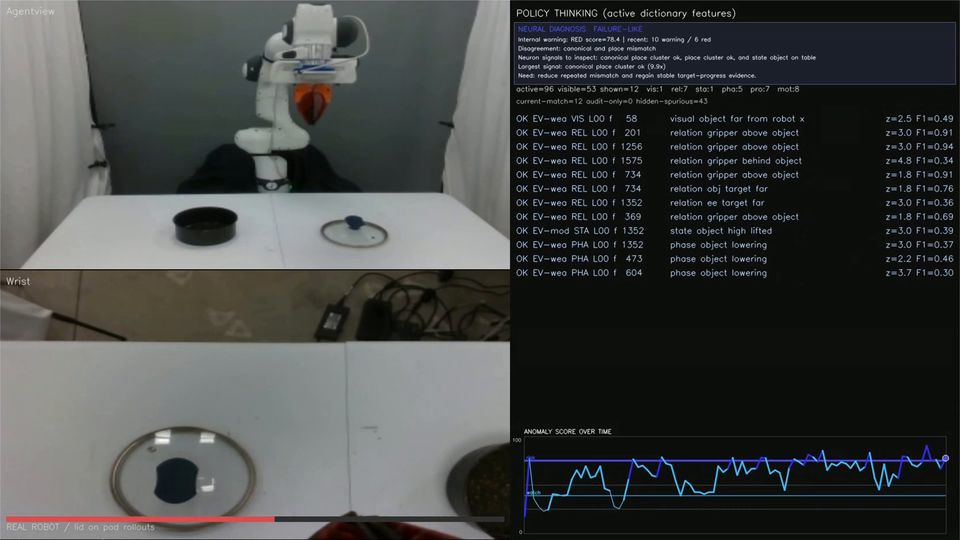 Agentview
POLICY THINKING (active dictionary features)
NEURAL DIAGNOSIS FAILURE-LIKE
Internal warning: RED score=78.4 | recent: 10 warning / 6 red
Disagreement: canonical and place mismatch
Neuron signals to inspect: canonical place cluster ok, place cluster ok, and state object on table
Largest signal: canonical place cluster ok (9.9x)
Need: reduce repeated mismatch and regain stable target-progress evidence.
active=96 visible=53 shown=12 vis:1 rel:7 sta:1 pha:5 pro:7 mot:8
current-match=12 audit-only=0 hidden-spurious=43
OK EV-wea VIS L00 f 58 visual object far from robot x z=2.5 F1=0.49
OK EV-wea REL L00 f 201 relation gripper above object z=3.0 F1=0.91
OK EV-wea REL L00 f 1256 relation gripper above object z=3.0 F1=0.94
OK EV-wea REL L00 f 1575 relation gripper behind object z=4.8 F1=0.34
OK EV-wea REL L00 f 734 relation gripper above object z=1.8 F1=0.91
OK EV-wea REL L00 f 734 relation obj target far z=1.8 F1=0.76
OK EV-wea REL L00 f 1352 relation ee target far z=3.0 F1=0.36
OK EV-wea REL L00 f 369 relation gripper above object z=1.8 F1=0.69
OK EV-mod STA L00 f 1352 state object high lifted z=3.0 F1=0.39
OK EV-wea PHA L00 f 1352 phase object lowering z=3.0 F1=0.37
OK EV-wea PHA L00 f 473 phase object lowering z=2.2 F1=0.46
OK EV-wea PHA L00 f 604 phase object lowering z=3.7 F1=0.30
Wrist
ANOMALY SCORE OVER TIME
100
watch
0
REAL ROBOT / lid on pod rollouts